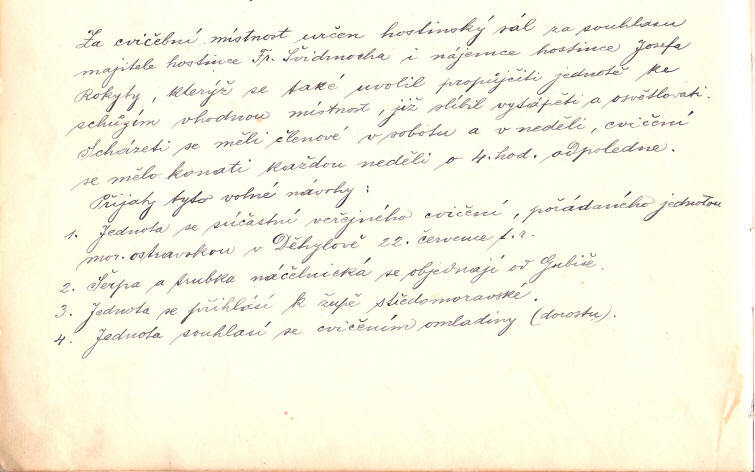 Za cvičební místnost určen hostinský sál za souhlasu
majitele hostince Fr. Švidrnocha i nájemce hostince Josefa
Rokyty, kterýž se také uvolil propůjčiti jednotě ke
schůzím vhodnou místnost, již slíbil vytápěti a osvětlovati.
Scházeti se měli členové v sobotu a v neděli, cvičení
se mělo konati každou neděli o 4. hod. odpoledne.
Přijaty tyto volné návrhy:
1. Jednota se súčastní veřejného cvičení, pořádaného jednotou
mor. ostravskou v Děhylově 22. července t. r.
2. Šerpa a trubka náčelnická se objednají od Gubiše.
3. Jednota se přihlásí k župě středomoravské.
4. Jednota souhlasí se cvičením omladiny (dorostu).